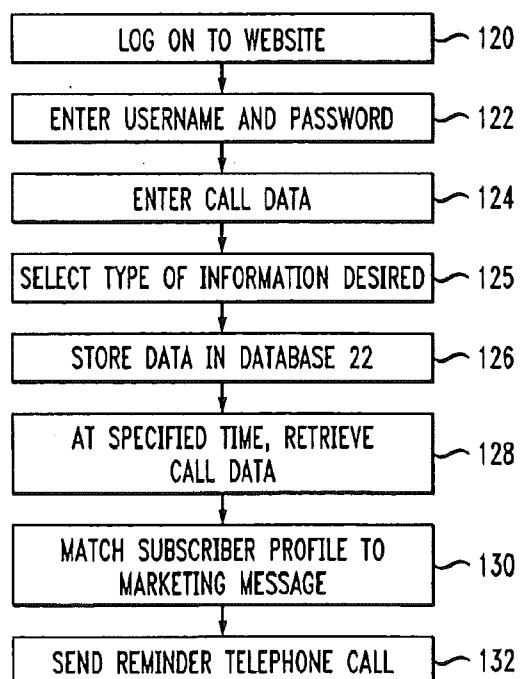 LOG ON TO WEBSITE 120
ENTER USERNAME AND PASSWORD 122
ENTER CALL DATA 124
SELECT TYPE OF INFORMATION DESIRED 125
STORE DATA IN DATABASE 22 126
AT SPECIFIED TIME, RETRIEVE
CALL DATA 128
MATCH SUBSCRIBER PROFILE TO
MARKETING MESSAGE 130
SEND REMINDER TELEPHONE CALL 132